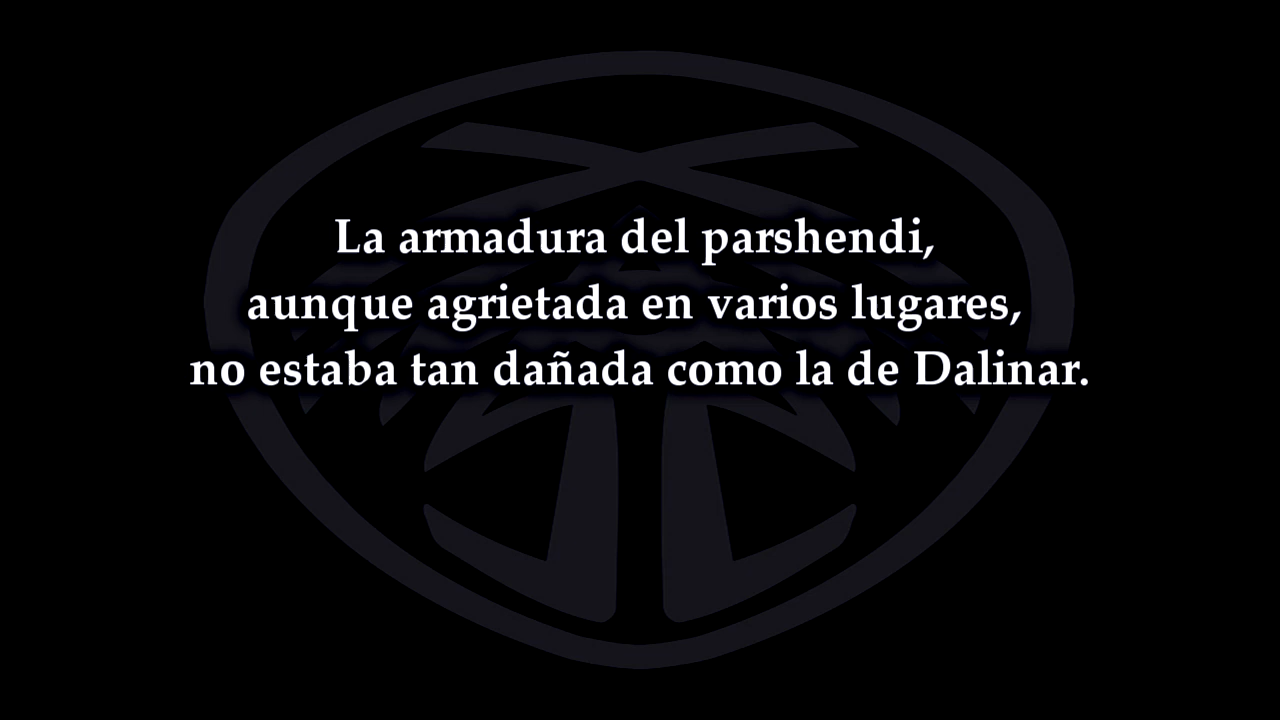 La armadura del parshendi,
aunque agrietada en varios lugares,
no estaba tan dañada como la de Dalinar.